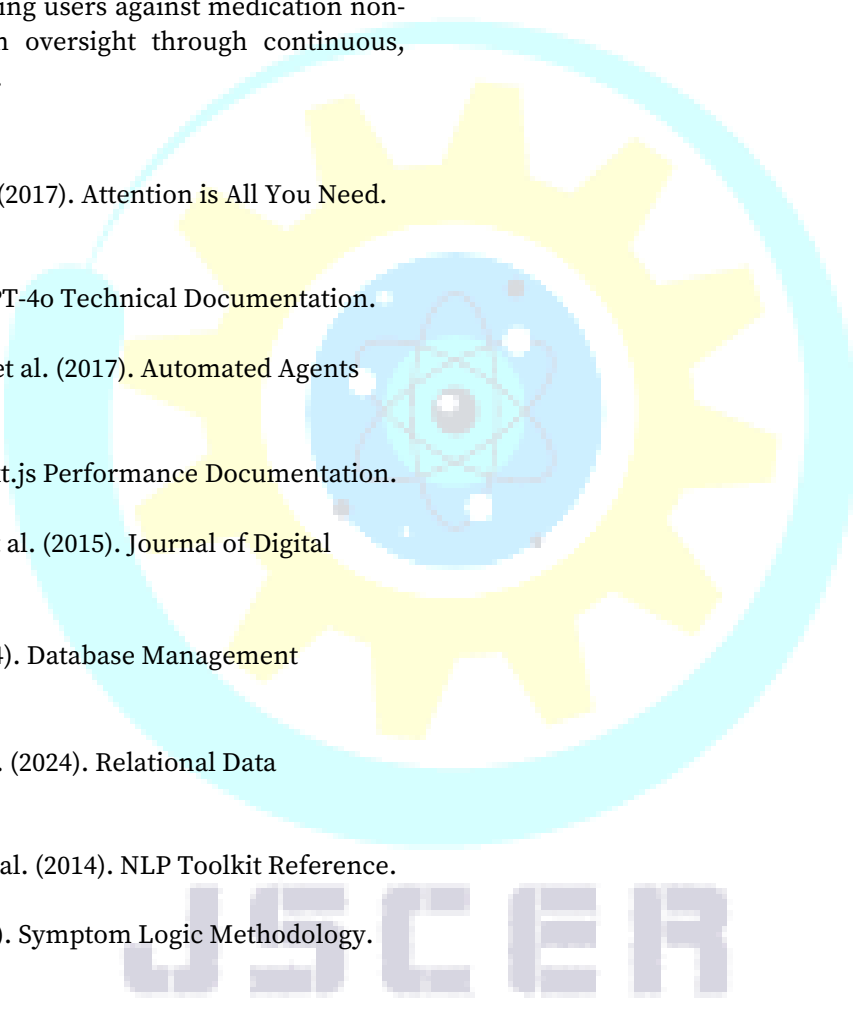 ing users against medication non-
oversight through continuous,
(2017). Attention is All You Need.
PT-4o Technical Documentation.
et al. (2017). Automated Agents
t.js Performance Documentation.
al. (2015). Journal of Digital
). Database Management
. (2024). Relational Data
al. (2014). NLP Toolkit Reference.
). Symptom Logic Methodology.
JSCER